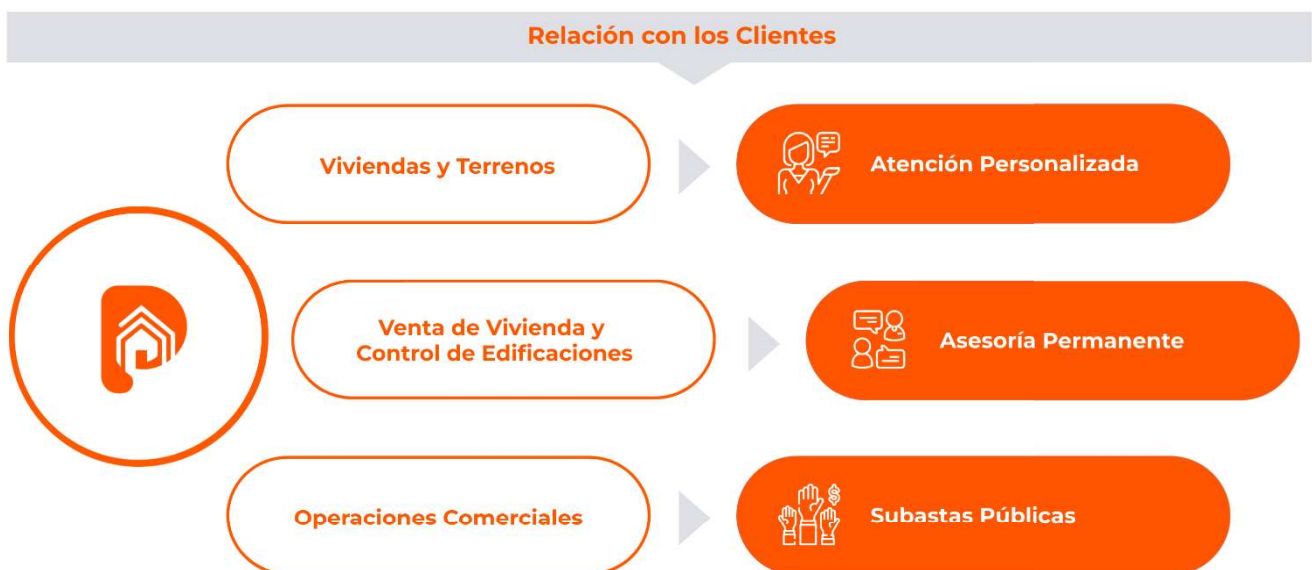 Relación con los Clientes
Viviendas y Terrenos
Atención Personalizada
Venta de Vivienda y
Control de Edificaciones
Asesoría Permanente
Operaciones Comerciales
Subastas Públicas